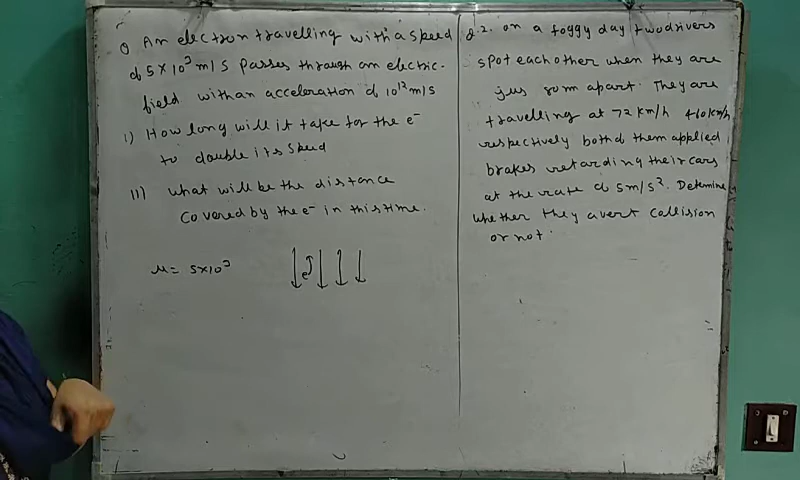 Q An electron travelling with a speed
of 5 × 10³ m/s passes through an electric-
field with an acceleration of 10¹² m/s
i) How long will it take for the e⁻
to double its speed
ii) what will be the distance
covered by the e⁻ in this time.
u = 5×10³
e⁻
Q.2. On a foggy day two drivers
spot each other when they are
jus 80m apart. They are
travelling at 72 km/h & 60 km/h
respectively both of them applied
brakes retarding their cars
at the rate of 5 m/s². Determine
whether they avert collision
or not.